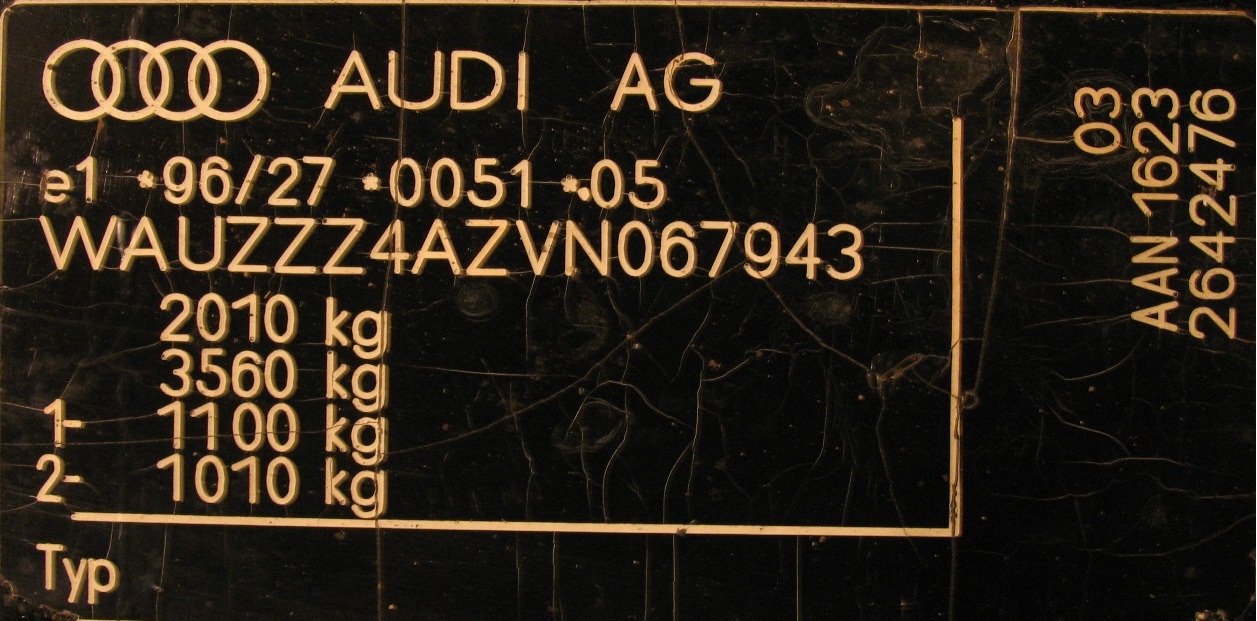 AUDI AG
e1 *96/27 *0051 *05
WAUZZZ4AZVN067943
2010 kg
3560 kg
1- 1100 kg
2- 1010 kg
Typ
03
AAN 1623
2642476